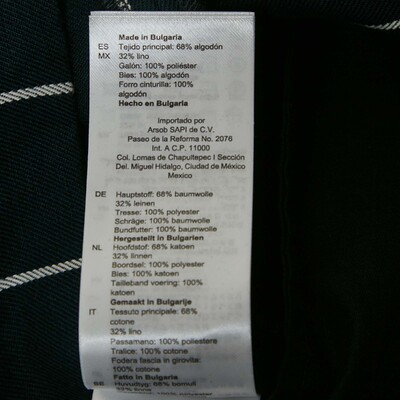 Made in Bulgaria
ES Tejido principal: 68% algodón
MX 32% lino
Galón: 100% poliéster
Bies: 100% algodón
Forro cinturilla: 100%
algodón
Hecho en Bulgaria
Importado por
Arsob SAPI de C.V.
Paseo de la Reforma No. 2076
Int. A C.P. 11000
Col. Lomas de Chapultepec I Sección
Del. Miguel Hidalgo, Ciudad de México
Mexico
DE Hauptstoff: 68% baumwolle
32% leinen
Tresse: 100% polyester
Schräge: 100% baumwolle
Bundfutter: 100% baumwolle
Hergestellt in Bulgarien
NL Hoofdstof: 68% katoen
32% linnen
Boordsel: 100% polyester
Bies: 100% katoen
Tailleband voering: 100%
katoen
Gemaakt in Bulgarije
IT Tessuto principale: 68%
cotone
32% lino
Passamano: 100% poliestere
Tralice: 100% cotone
Fodera fascia in girovita:
100% cotone
Fatto in Bulgaria
68% bomull